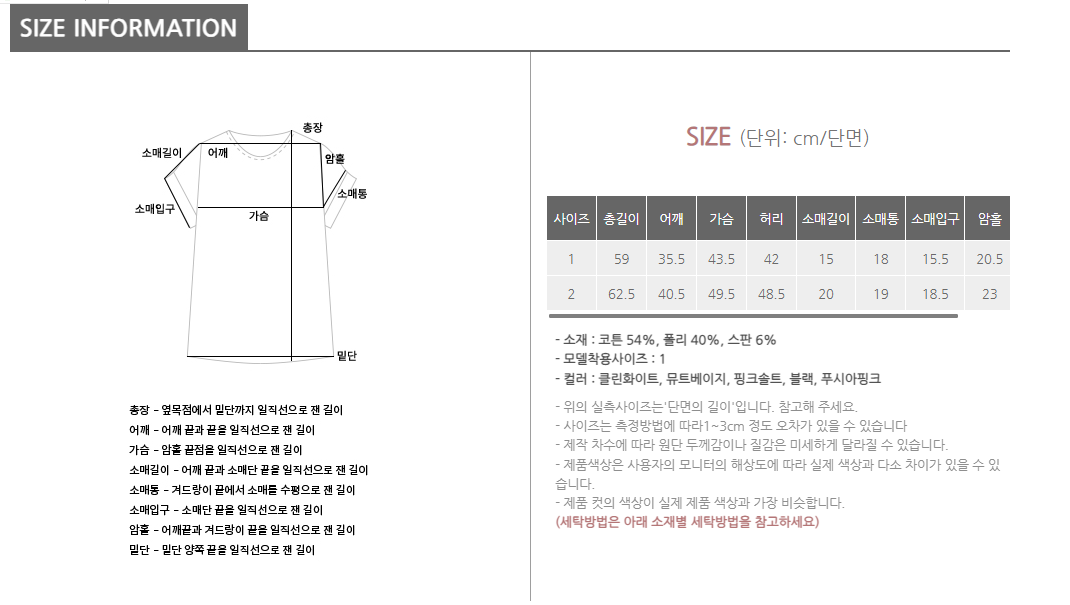 SIZE INFORMATION
총장
소매길이
어깨
암홀
소매통
소매입구
가슴
밑단
총장 - 옆목점에서 밑단까지 일직선으로 잰 길이
어깨 - 어깨 끝과 끝을 일직선으로 잰 길이
가슴 - 암홀 끝점을 일직선으로 잰 길이
소매길이 - 어깨 끝과 소매단 끝을 일직선으로 잰 길이
소매통 - 겨드랑이 끝에서 소매를 수평으로 잰 길이
소매입구 - 소매단 끝을 일직선으로 잰 길이
암홀 - 어깨끝과 겨드랑이 끝을 일직선으로 잰 길이
밑단 - 밑단 양쪽 끝을 일직선으로 잰 길이
SIZE (단위: cm/단면)
사이즈 총길이 어깨 가슴 허리 소매길이 소매통 소매입구 암홀
1 59 35.5 43.5 42 15 18 15.5 20.5
2 62.5 40.5 49.5 48.5 20 19 18.5 23
- 소재 : 코튼 54%, 폴리 40%, 스판 6%
- 모델착용사이즈 : 1
- 컬러 : 클린화이트, 뮤트베이지, 핑크솔트, 블랙, 푸시아핑크
- 위의 실측사이즈는'단면의 길이'입니다. 참고해 주세요.
- 사이즈는 측정방법에 따라1~3cm 정도 오차가 있을 수 있습니다
- 제작 차수에 따라 원단 두께감이나 질감은 미세하게 달라질 수 있습니다.
- 제품색상은 사용자의 모니터의 해상도에 따라 실제 색상과 다소 차이가 있을 수 있
습니다.
- 제품 컷의 색상이 실제 제품 색상과 가장 비슷합니다.
(세탁방법은 아래 소재별 세탁방법을 참고하세요)